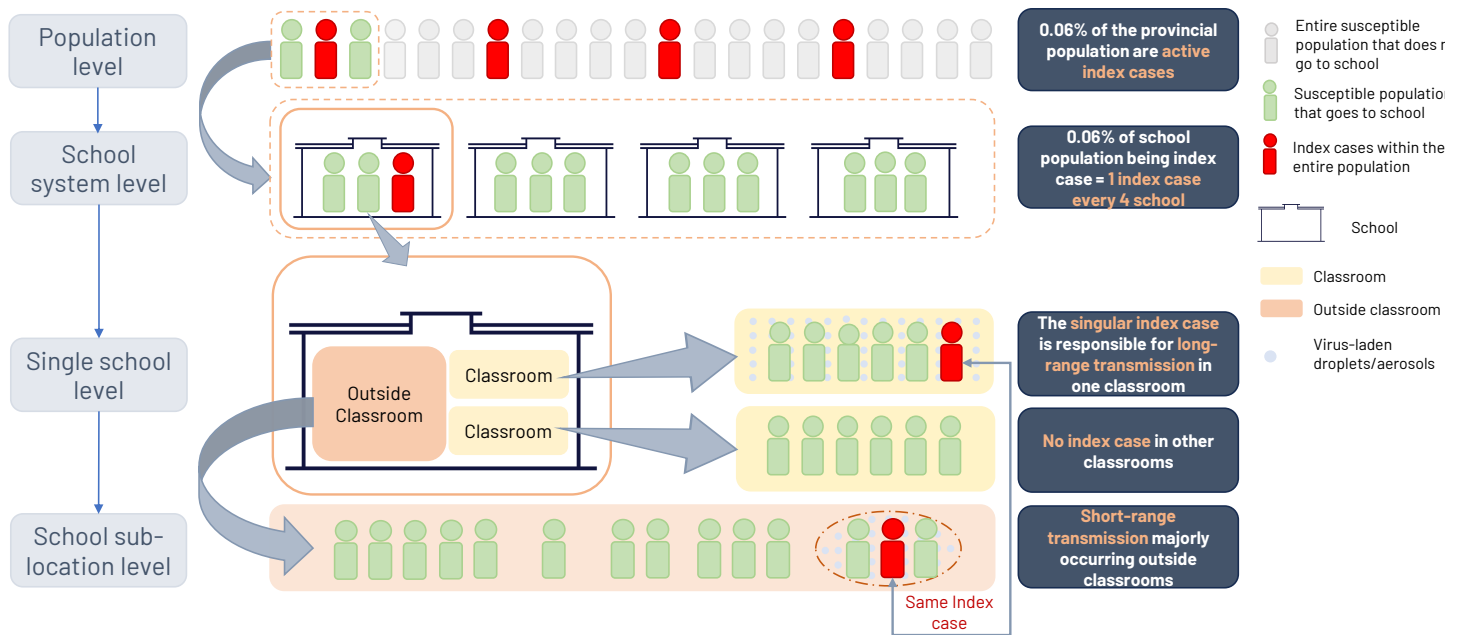 Population
level
0.06% of the provincial
population are active
index cases
Entire susceptible
population that does
go to school
Susceptible
that goes to school
Index cases within the
entire population
School
system level
0.06% of school
population being index
case = 1 index case
every 4 school
School
Classroom
Outside classroom
Virus-laden
droplets/aerosols
Single school
level
Outside
Classroom
Classroom
Classroom
The singular index case
is responsible for long-
range transmission in
one classroom
No index case in other
classrooms
School sub-
location level
Short-range
transmission majorly
occurring outside
classrooms
Same Index
case